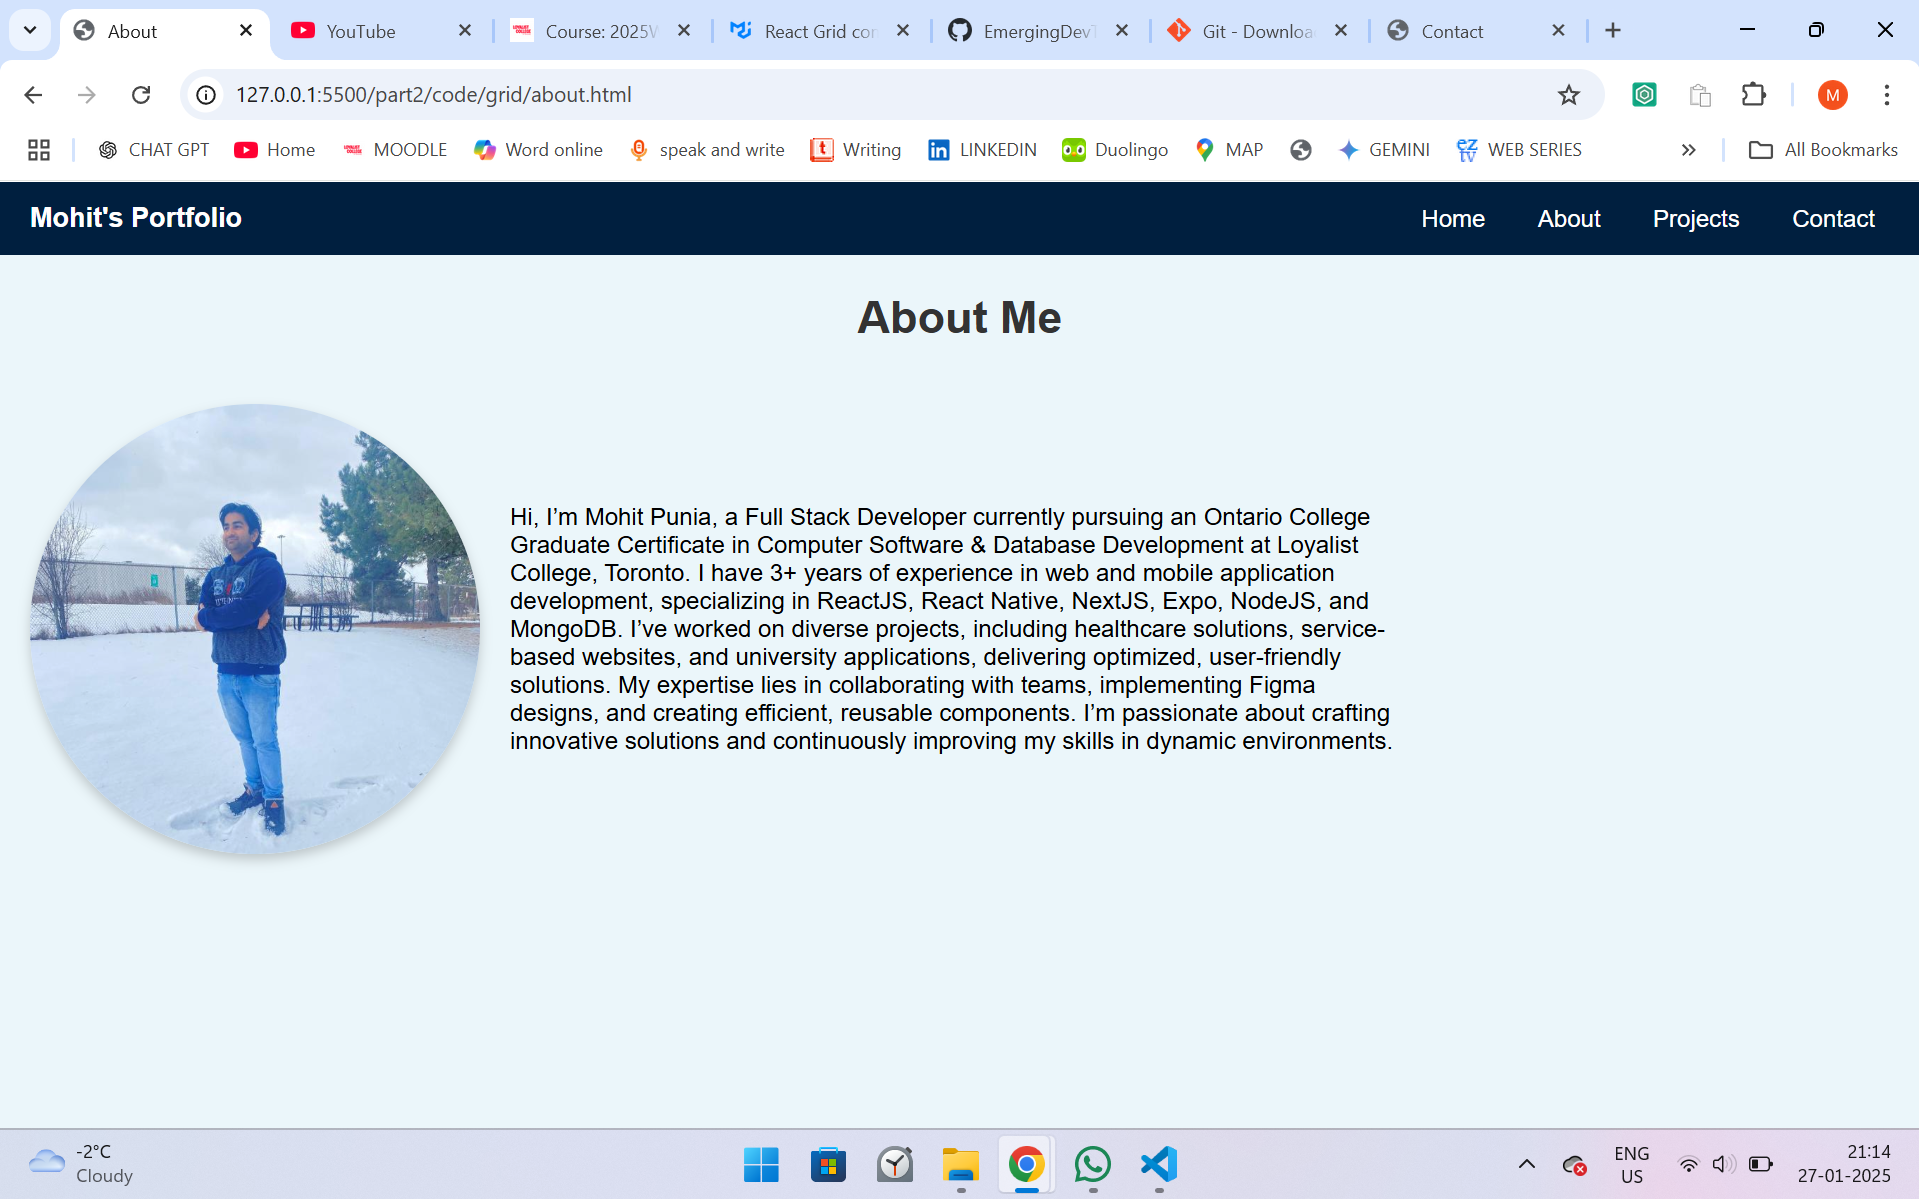 About
YouTube
Course: 2025W
React Grid con
EmergingDevT
Git - Downloa
Contact
127.0.0.1:5500/part2/code/grid/about.html
M
CHAT GPT
Home
MOODLE
Word online
speak and write
Writing
LINKEDIN
Duolingo
MAP
GEMINI
WEB SERIES
All Bookmarks
Mohit's Portfolio
Home
About
Projects
Contact
About Me
Hi, I’m Mohit Punia, a Full Stack Developer currently pursuing an Ontario College
Graduate Certificate in Computer Software & Database Development at Loyalist
College, Toronto. I have 3+ years of experience in web and mobile application
development, specializing in ReactJS, React Native, NextJS, Expo, NodeJS, and
MongoDB. I’ve worked on diverse projects, including healthcare solutions, service-
based websites, and university applications, delivering optimized, user-friendly
solutions. My expertise lies in collaborating with teams, implementing Figma
designs, and creating efficient, reusable components. I’m passionate about crafting
innovative solutions and continuously improving my skills in dynamic environments.
-2°C
Cloudy
ENG
US
21:14
27-01-2025